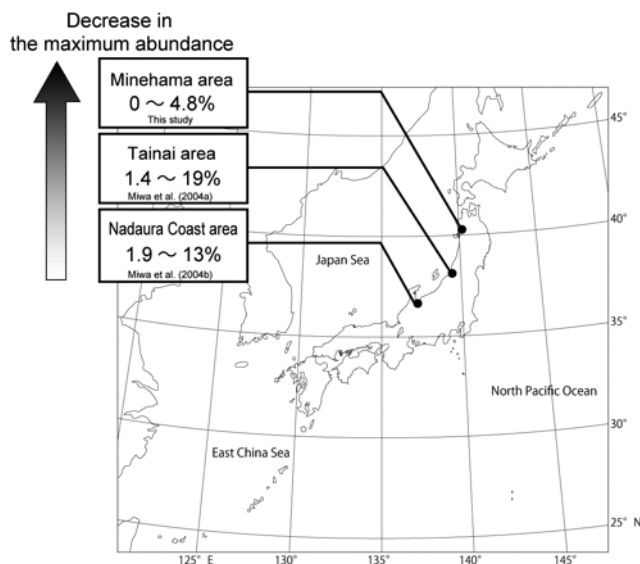 Decrease in
the maximum abundance
Minehama area
0 ～ 4.8%
This study
Tainai area
1.4 ～ 19%
Miwa et al. (2004a)
Nadaura Coast area
1.9 ～ 13%
Miwa et al. (2004b)
45°
40°
Japan Sea
35°
North Pacific Ocean
30°
East China Sea
25° N
125° E
130°
135°
140°
145°